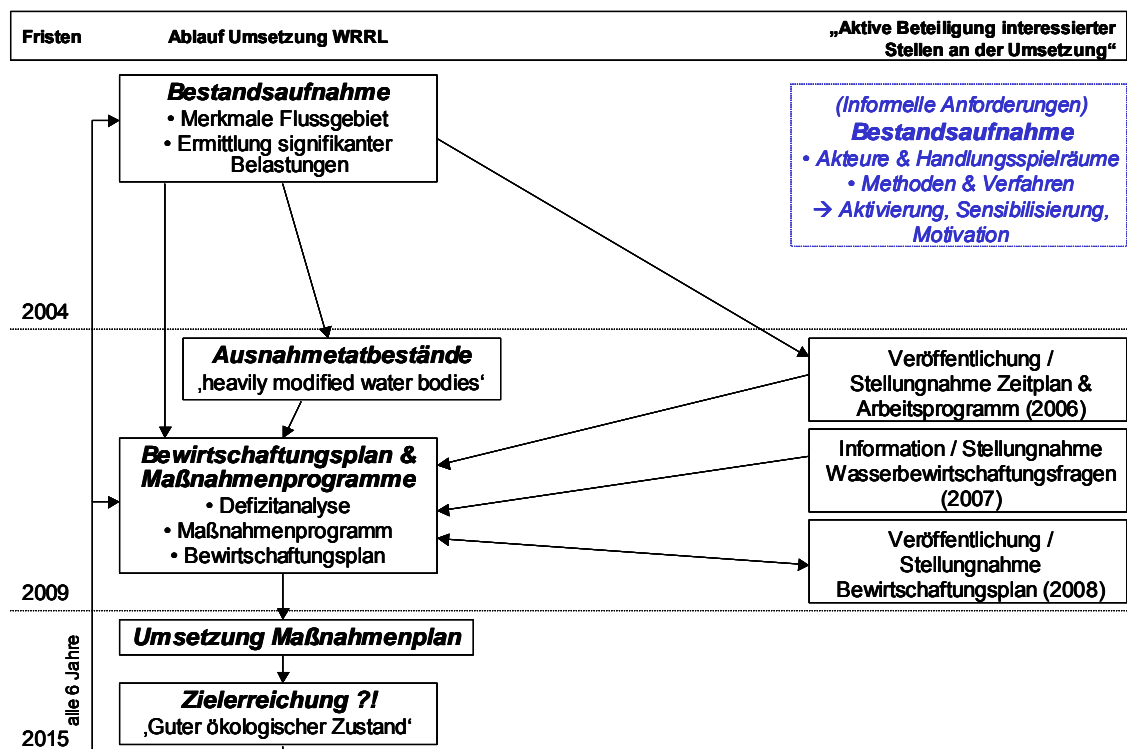 Fristen
Ablauf Umsetzung WRRL
„Aktive Beteiligung interessierter
Stellen an der Umsetzung“
Bestandsaufnahme
• Merkmale Flussgebiet
• Ermittlung signifikanter
Belastungen
(Informelle Anforderungen)
Bestandsaufnahme
• Akteure & Handlungsspielräume
• Methoden & Verfahren
→ Aktivierung, Sensibilisierung,
Motivation
2004
Ausnahmetatbestände
‚heavily modified water bodies‘
Veröffentlichung /
Stellungnahme Zeitplan &
Arbeitsprogramm (2006)
Bewirtschaftungsplan &
Maßnahmenprogramme
• Defizitanalyse
• Maßnahmenprogramm
• Bewirtschaftungsplan
Information / Stellungnahme
Wasserbewirtschaftungsfragen
(2007)
Veröffentlichung /
Stellungnahme
Bewirtschaftungsplan (2008)
2009
Umsetzung Maßnahmenplan
alle 6 Jahre
Zielerreichung ?!
‚Guter ökologischer Zustand‘
2015